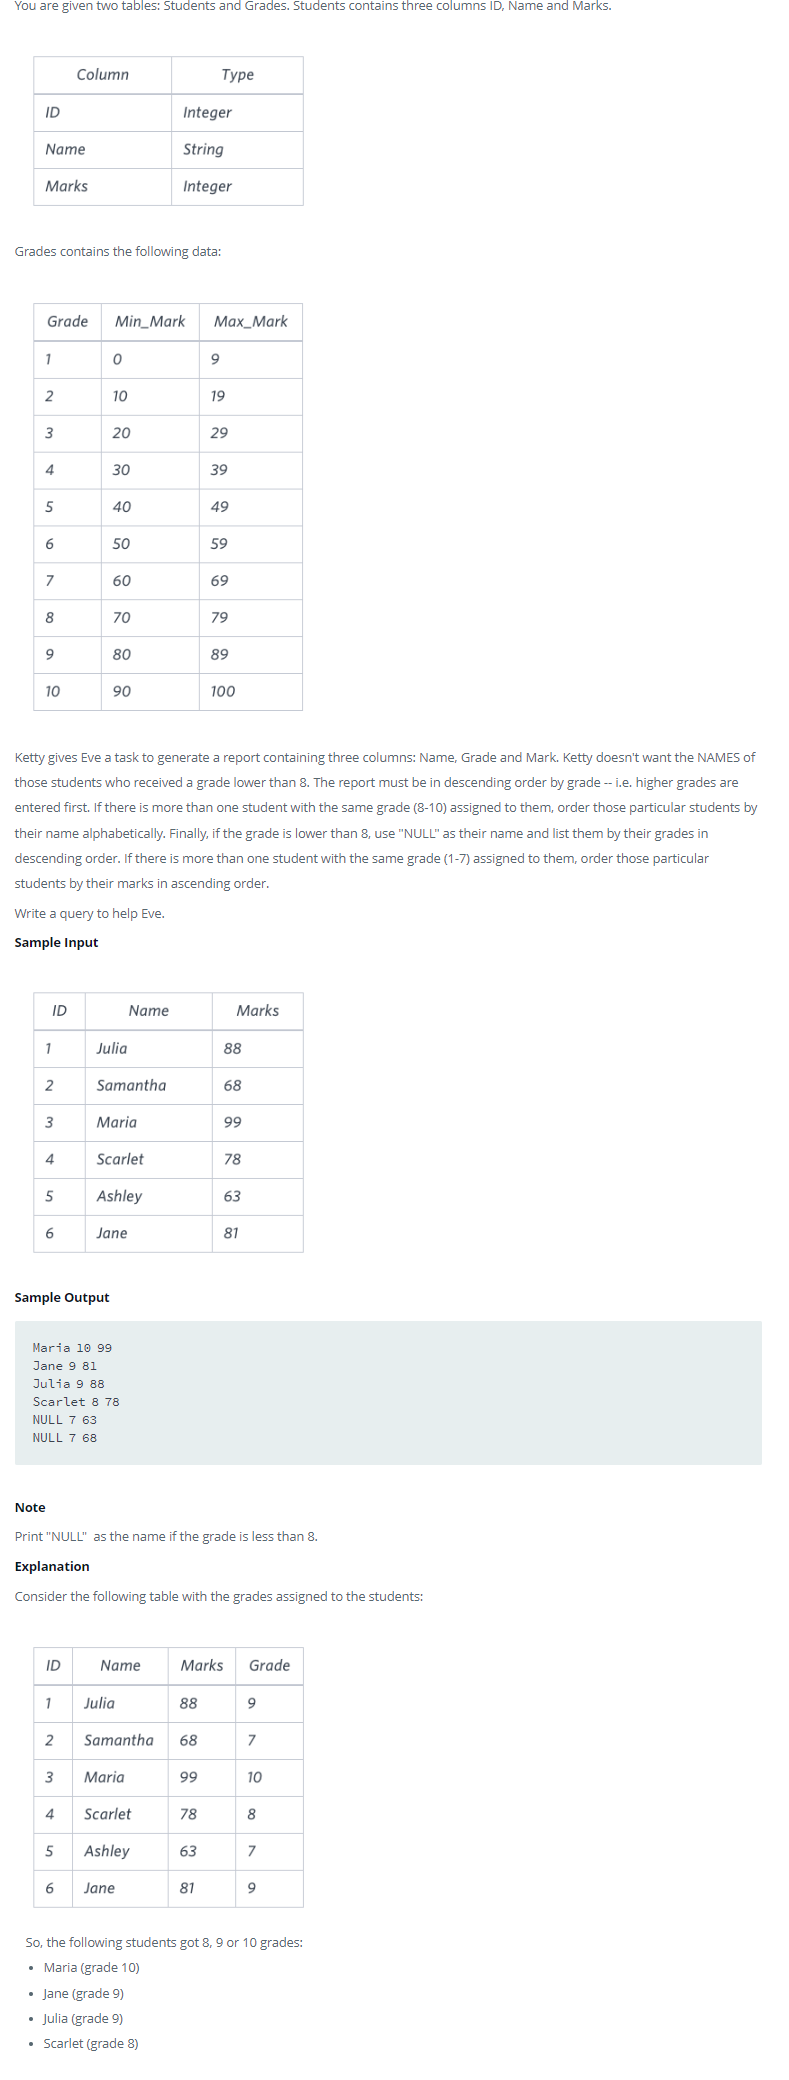 You are given two tables: Students and Grades. Students contains three columns ID, Name and Marks.
Column Type
ID Integer
Name String
Marks Integer
Grades contains the following data:
Grade Min_Mark Max_Mark
1 0 9
2 10 19
3 20 29
4 30 39
5 40 49
6 50 59
7 60 69
8 70 79
9 80 89
10 90 100
Ketty gives Eve a task to generate a report containing three columns: Name, Grade and Mark. Ketty doesn't want the NAMES of
those students who received a grade lower than 8. The report must be in descending order by grade -- i.e. higher grades are
entered first. If there is more than one student with the same grade (8-10) assigned to them, order those particular students by
their name alphabetically. Finally, if the grade is lower than 8, use "NULL" as their name and list them by their grades in
descending order. If there is more than one student with the same grade (1-7) assigned to them, order those particular
students by their marks in ascending order.
Write a query to help Eve.
Sample Input
ID Name Marks
1 Julia 88
2 Samantha 68
3 Maria 99
4 Scarlet 78
5 Ashley 63
6 Jane 81
Sample Output
Maria 10 99
Jane 9 81
Julia 9 88
Scarlet 8 78
NULL 7 63
NULL 7 68
Note
Print "NULL"  as the name if the grade is less than 8.
Explanation
Consider the following table with the grades assigned to the students:
ID Name Marks Grade
1 Julia 88 9
2 Samantha 68 7
3 Maria 99 10
4 Scarlet 78 8
5 Ashley 63 7
6 Jane 81 9
So, the following students got 8, 9 or 10 grades:
• Maria (grade 10)
• Jane (grade 9)
• Julia (grade 9)
• Scarlet (grade 8)